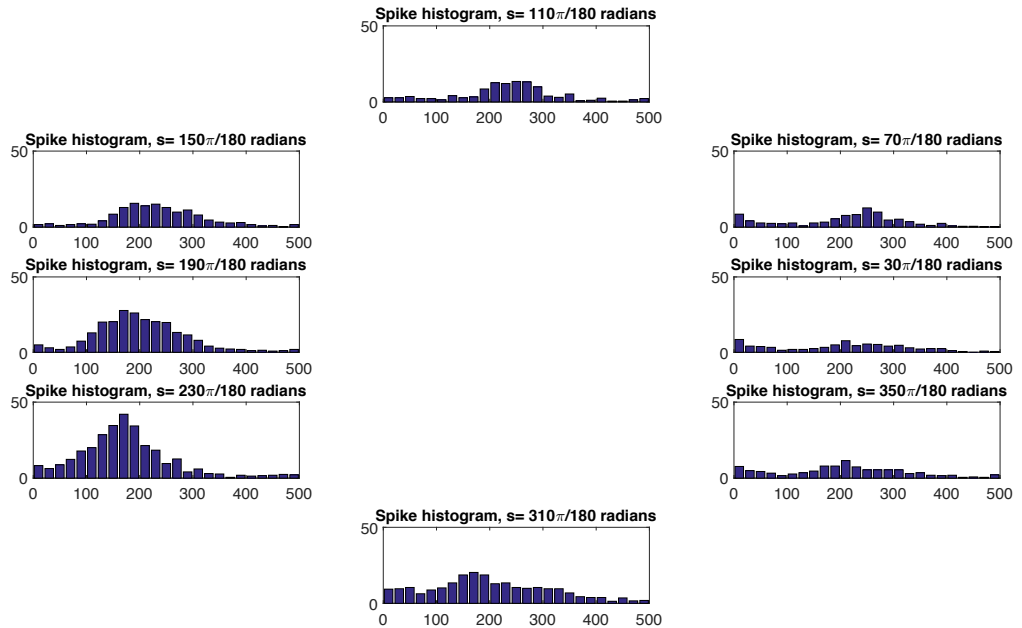 Spike histogram, s= 110π/180 radians
50
0
0 100 200 300 400 500
Spike histogram, s= 150π/180 radians
50
0
0 100 200 300 400 500
Spike histogram, s= 70π/180 radians
50
0
0 100 200 300 400 500
Spike histogram, s= 190π/180 radians
50
0
0 100 200 300 400 500
Spike histogram, s= 30π/180 radians
50
0
0 100 200 300 400 500
Spike histogram, s= 230π/180 radians
50
0
0 100 200 300 400 500
Spike histogram, s= 350π/180 radians
50
0
0 100 200 300 400 500
Spike histogram, s= 310π/180 radians
50
0
0 100 200 300 400 500